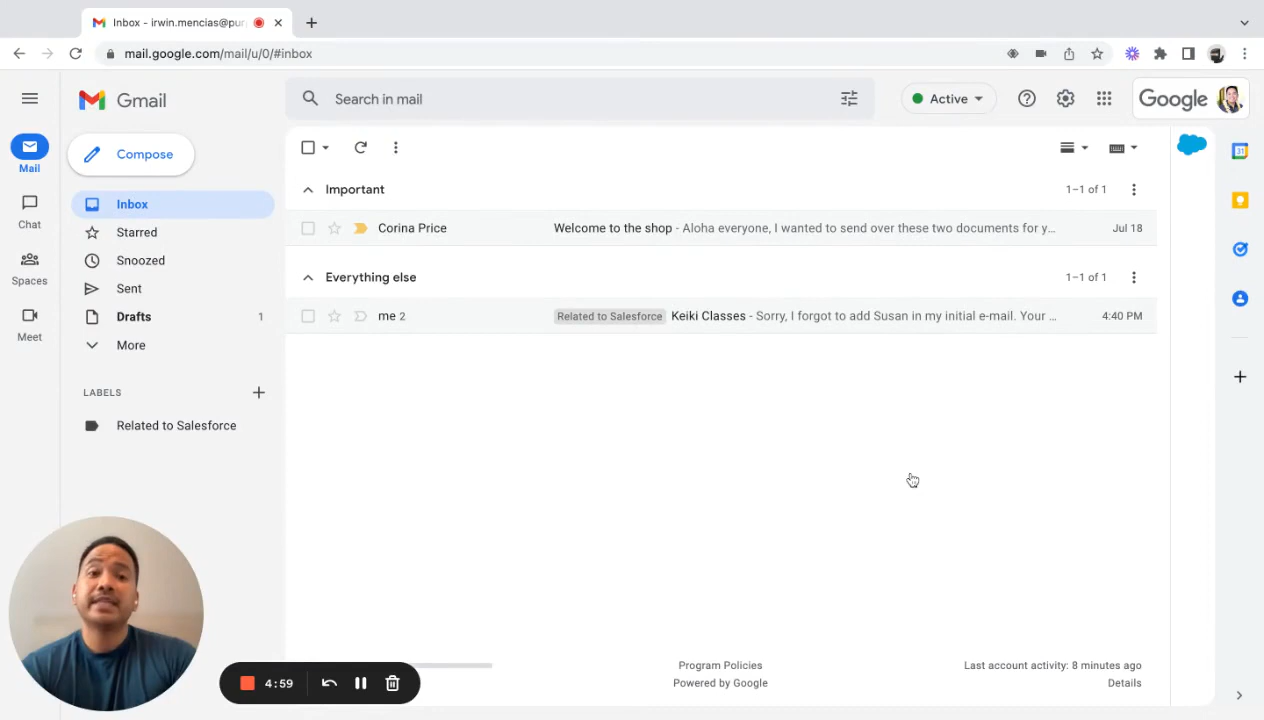 Inbox - irwin.mencias@pur
mail.google.com/mail/u/0/#inbox
Gmail
Search in mail
Active
Google
Mail
Compose
Chat
Inbox
Starred
Spaces
Snoozed
Sent
Meet
Drafts 1
More
LABELS
Related to Salesforce
Important 1–1 of 1
Corina Price Welcome to the shop - Aloha everyone, I wanted to send over these two documents for y… Jul 18
Everything else 1–1 of 1
me 2 Related to Salesforce Keiki Classes - Sorry, I forgot to add Susan in my initial e-mail. Your … 4:40 PM
31
Program Policies
Powered by Google
Last account activity: 8 minutes ago
Details
4:59